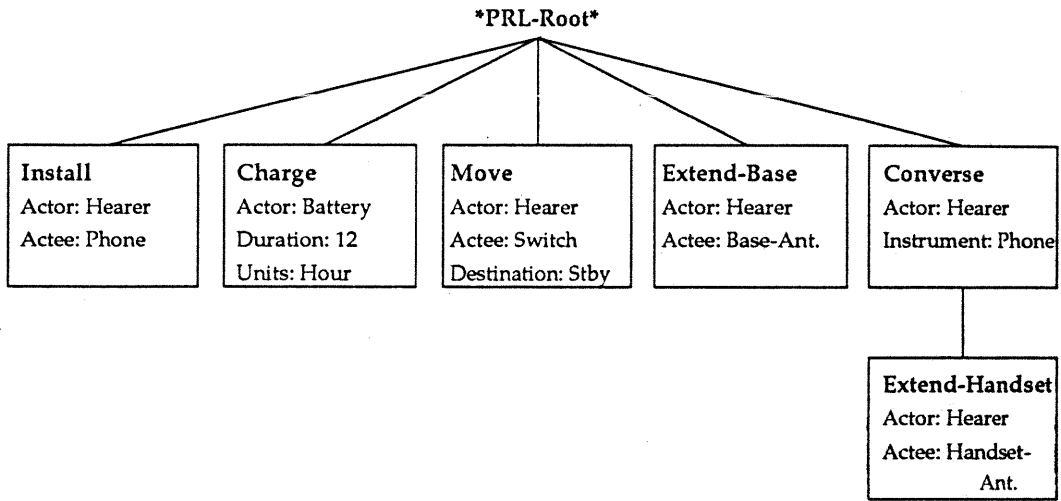 *PRL-Root*
Install
Actor: Hearer
Actee: Phone
Charge
Actor: Battery
Duration: 12
Units: Hour
Move
Actor: Hearer
Actee: Switch
Destination: Stby
Extend-Base
Actor: Hearer
Actee: Base-Ant.
Converse
Actor: Hearer
Instrument: Phone
Extend-Handset
Actor: Hearer
Actee: Handset-
Ant.